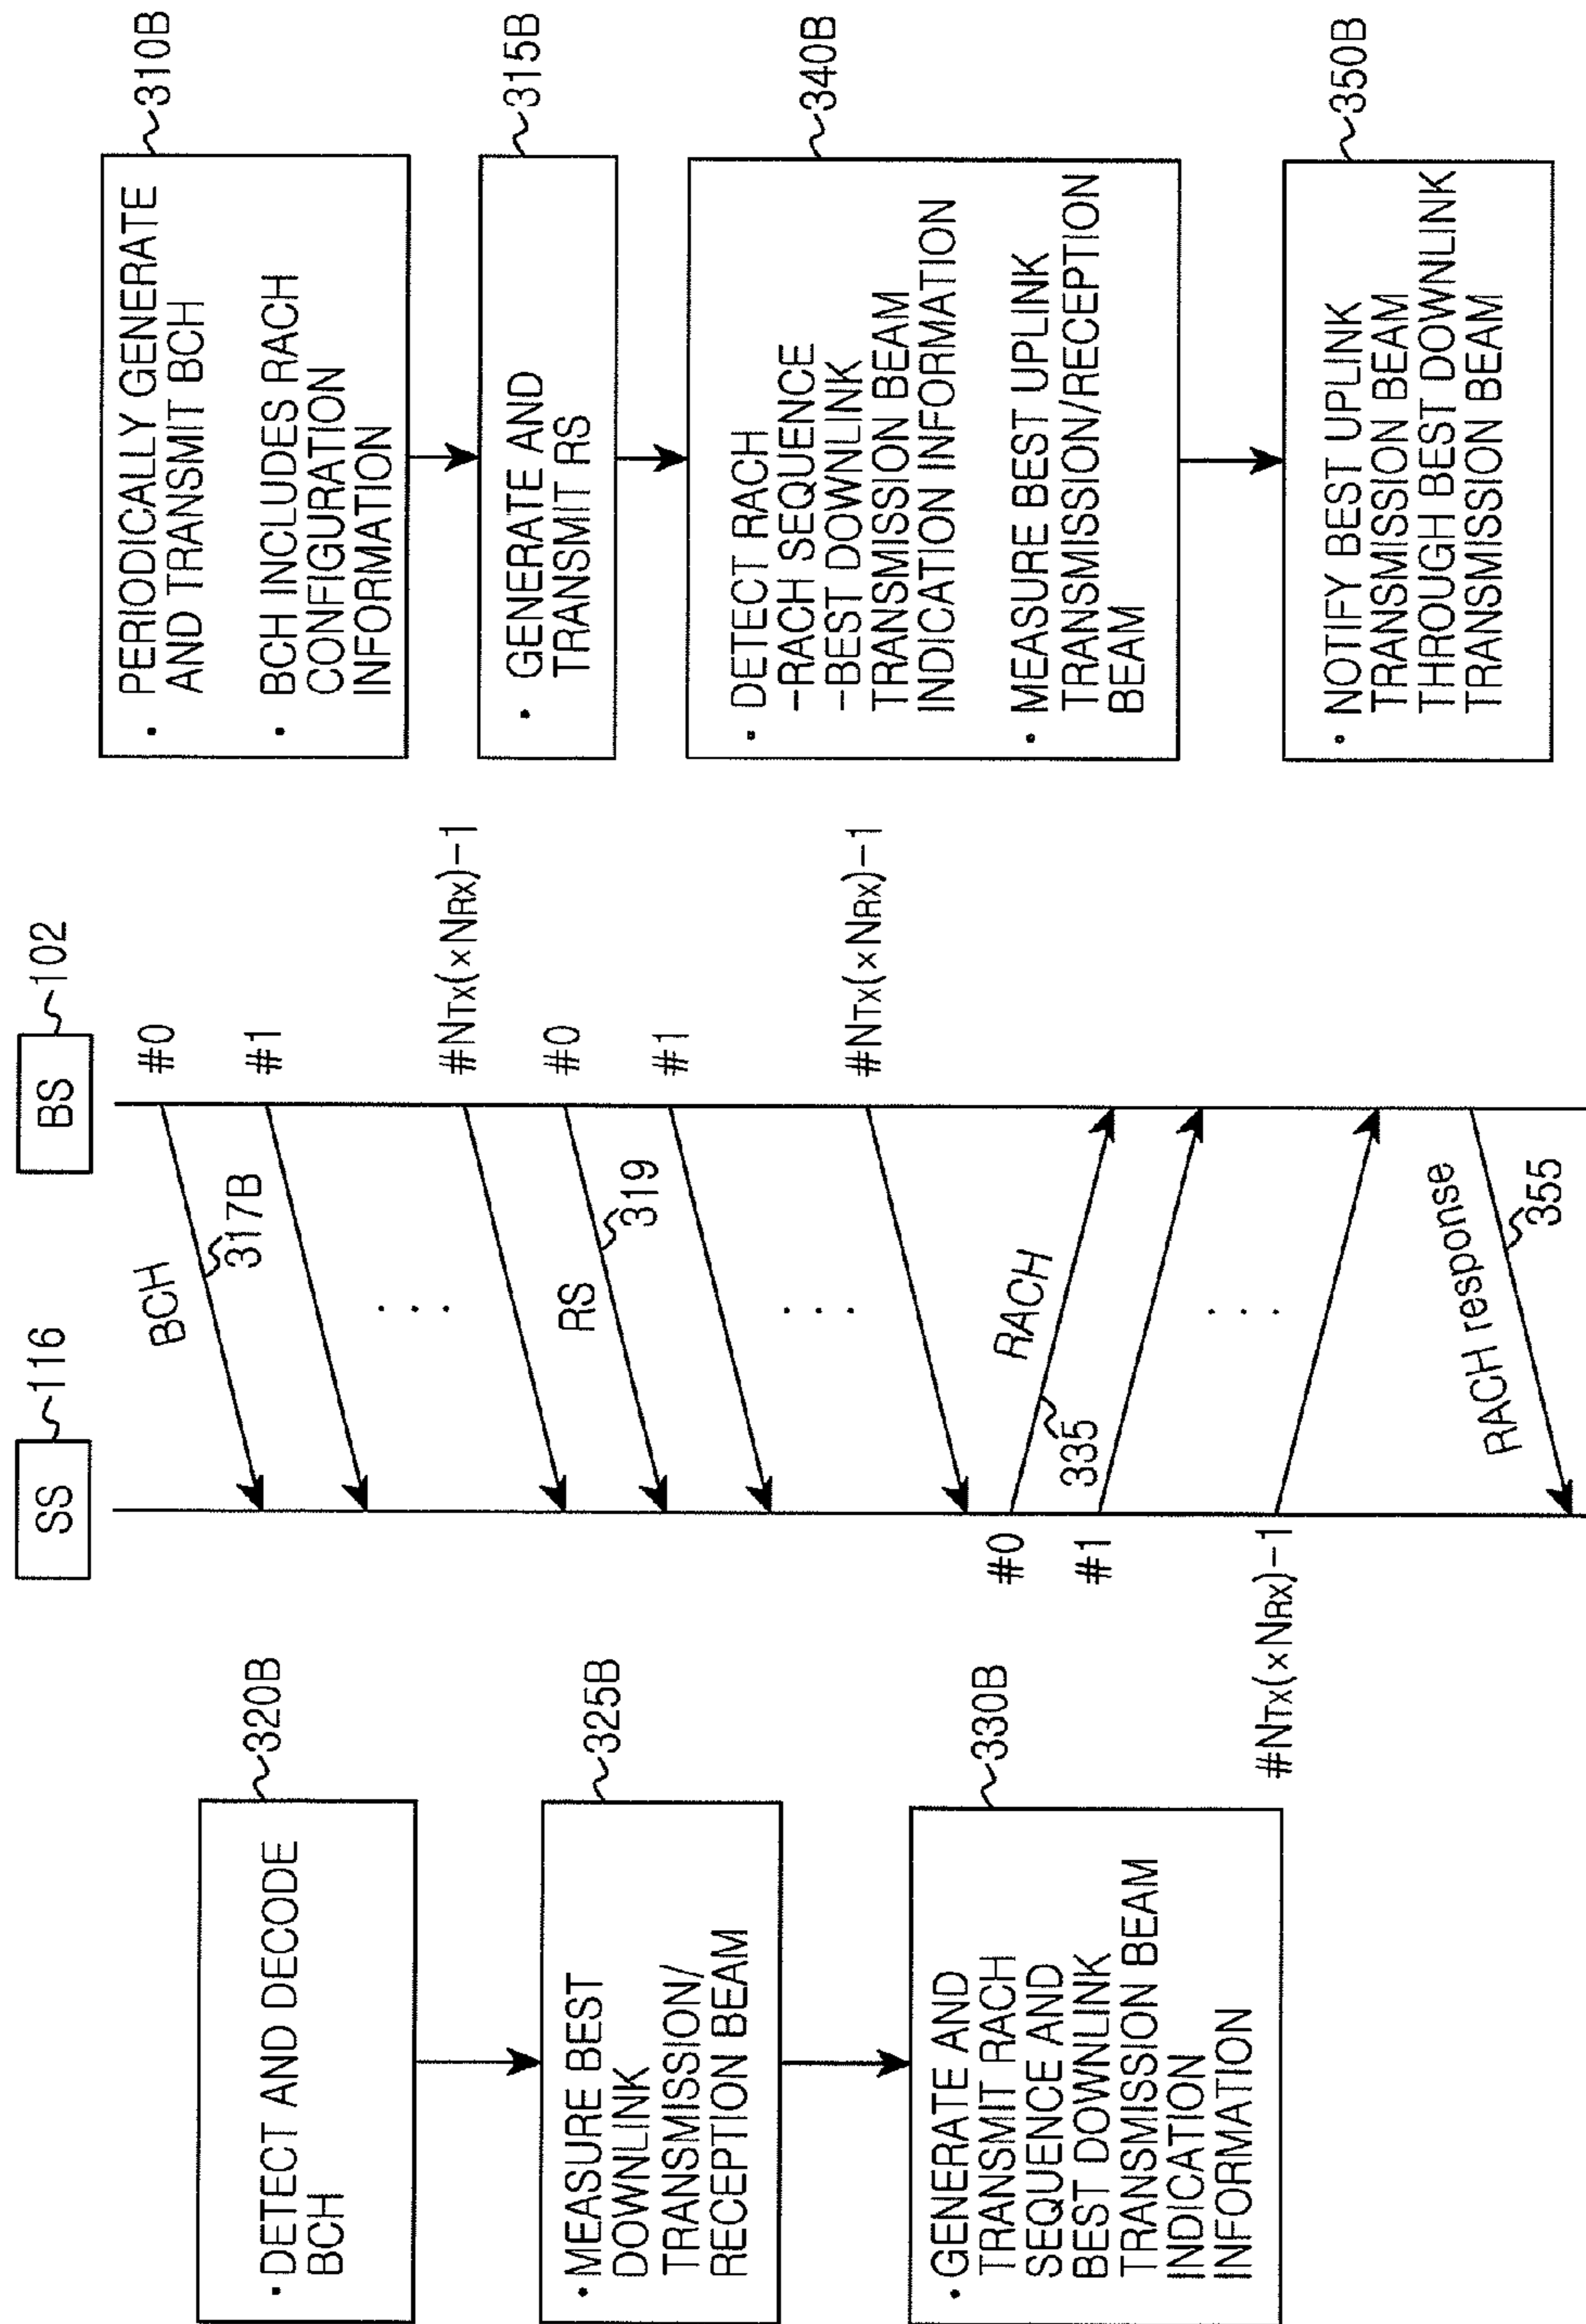 SS
116
BS
102
• DETECT AND DECODE
BCH
320B
• MEASURE BEST
DOWNLINK
TRANSMISSION/
RECEPTION BEAM
325B
• GENERATE AND
TRANSMIT RACH
SEQUENCE AND
BEST DOWNLINK
TRANSMISSION BEAM
INDICATION
INFORMATION
330B
BCH
317B
#0
#1
. . .
#NTx(×NRx)-1
RS
319
#0
#1
. . .
#NTx(×NRx)-1
RACH
335
#0
#1
. . .
#NTx(×NRx)-1
RACH response
355
• PERIODICALLY GENERATE
AND TRANSMIT BCH
• BCH INCLUDES RACH
CONFIGURATION
INFORMATION
310B
• GENERATE AND
TRANSMIT RS
315B
• DETECT RACH
-RACH SEQUENCE
-BEST DOWNLINK
TRANSMISSION BEAM
INDICATION INFORMATION
• MEASURE BEST UPLINK
TRANSMISSION/RECEPTION
BEAM
340B
• NOTIFY BEST UPLINK
TRANSMISSION BEAM
THROUGH BEST DOWNLINK
TRANSMISSION BEAM
350B